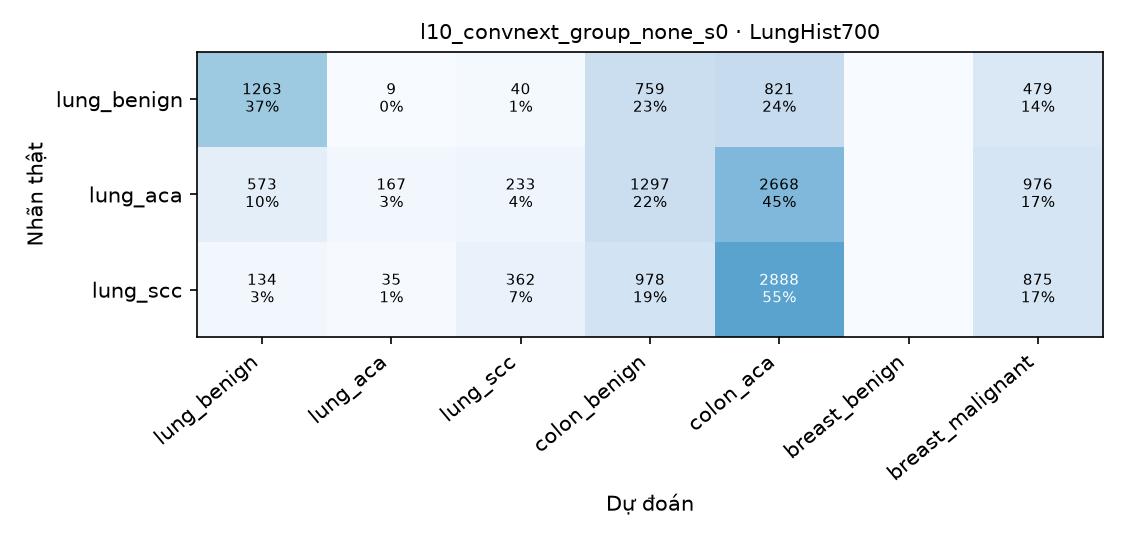 l10_convnext_group_none_s0 · LungHist700
Nhãn thật
lung_benign
1263
37%
9
0%
40
1%
759
23%
821
24%
479
14%
lung_aca
573
10%
167
3%
233
4%
1297
22%
2668
45%
976
17%
lung_scc
134
3%
35
1%
362
7%
978
19%
2888
55%
875
17%
lung_benign
lung_aca
lung_scc
colon_benign
colon_aca
breast_benign
breast_malignant
Dự đoán